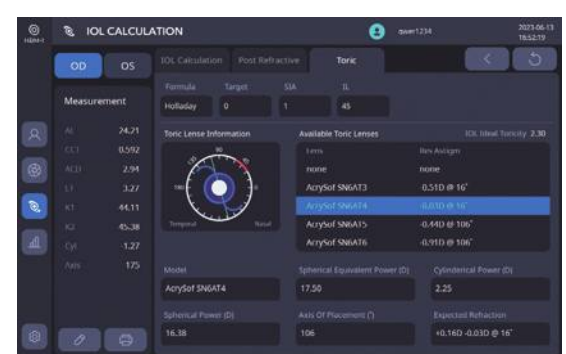 IOL CALCULATION
qwer1234
2023-06-13
16:52:19
OD OS
IOL Calculation Post Refractive Toric
Formula Target SIA IL
Holladay 0 1 45
Measurement
AL 24.21
CCT 0.592
ACD 2.94
LT 3.27
K1 44.11
K2 45.38
Cyl -1.27
Axis 175
Toric Lense Information
90
135
45
180
0
Temporal Nasal
Available Toric Lenses IOL Ideal Toricity 2.30
Lens Res Astigm
none none
AcrySof SN6AT3 0.51D @ 16°
AcrySof SN6AT4 -0.03D @ 16°
AcrySof SN6AT5 -0.44D @ 106°
AcrySof SN6AT6 -0.91D @ 106°
Model Spherical Equivalent Power (D) Cylinderical Power (D)
AcrySof SN6AT4 17.50 2.25
Spherical Power (D) Axis Of Placement (°) Expected Refraction
16.38 106 +0.16D -0.03D @ 16°